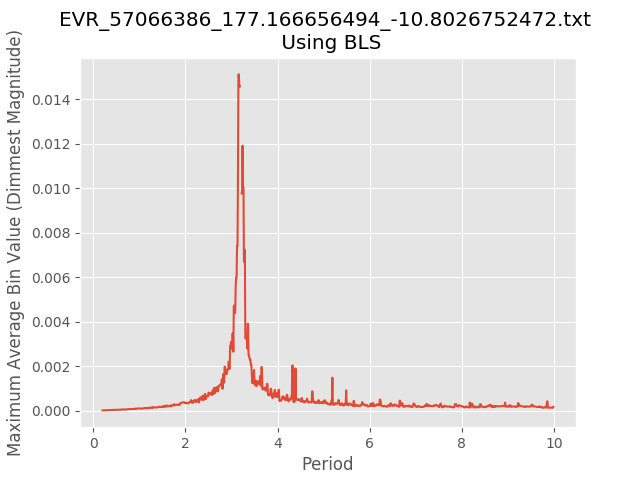 EVR_57066386_177.166656494_-10.8026752472.txt
Using BLS
Maximum Average Bin Value (Dimmest Magnitude)
0.014
0.012
0.010
0.008
0.006
0.004
0.002
0.000
0 2 4 6 8 10
Period